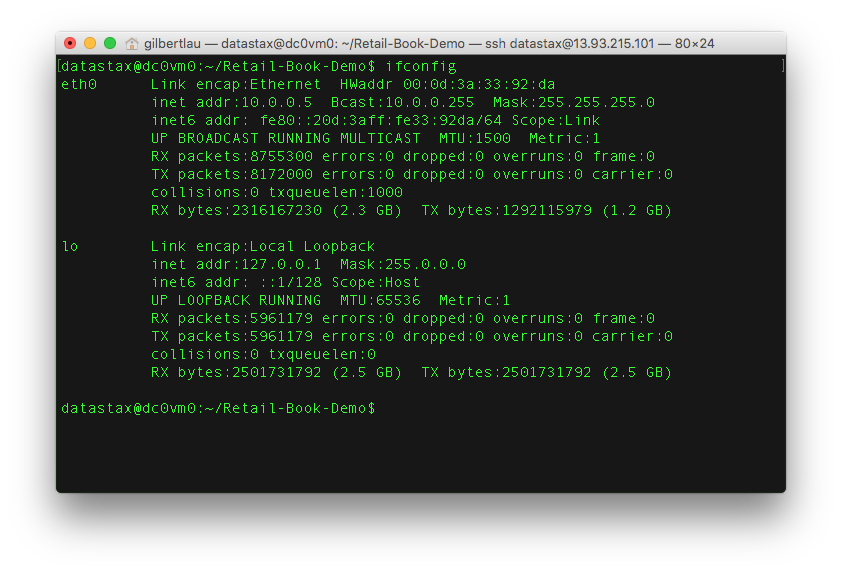 gilbertlau — datastax@dc0vm0: ~/Retail-Book-Demo — ssh datastax@13.93.215.101 — 80×24
[datastax@dc0vm0:~/Retail-Book-Demo$ ifconfig ]
eth0      Link encap:Ethernet  HWaddr 00:0d:3a:33:92:da
          inet addr:10.0.0.5  Bcast:10.0.0.255  Mask:255.255.255.0
          inet6 addr: fe80::20d:3aff:fe33:92da/64 Scope:Link
          UP BROADCAST RUNNING MULTICAST  MTU:1500  Metric:1
          RX packets:8755300 errors:0 dropped:0 overruns:0 frame:0
          TX packets:8172000 errors:0 dropped:0 overruns:0 carrier:0
          collisions:0 txqueuelen:1000
          RX bytes:2316167230 (2.3 GB)  TX bytes:1292115979 (1.2 GB)

lo        Link encap:Local Loopback
          inet addr:127.0.0.1  Mask:255.0.0.0
          inet6 addr: ::1/128 Scope:Host
          UP LOOPBACK RUNNING  MTU:65536  Metric:1
          RX packets:5961179 errors:0 dropped:0 overruns:0 frame:0
          TX packets:5961179 errors:0 dropped:0 overruns:0 carrier:0
          collisions:0 txqueuelen:0
          RX bytes:2501731792 (2.5 GB)  TX bytes:2501731792 (2.5 GB)

datastax@dc0vm0:~/Retail-Book-Demo$